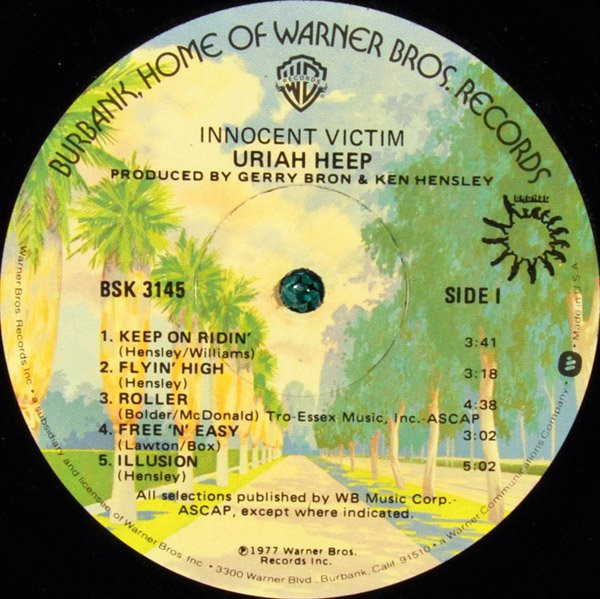 BURBANK, HOME OF WARNER BROS. RECORDS
RECORDS
INNOCENT VICTIM
URIAH HEEP
PRODUCED BY GERRY BRON & KEN HENSLEY
BSK 3145
SIDE I
1. KEEP ON RIDIN' 3:41
(Hensley/Williams)
2. FLYIN' HIGH 3:18
(Hensley)
3. ROLLER 4:38
(Bolder/McDonald) Tro-Essex Music, Inc.-ASCAP
4. FREE 'N' EASY 3:02
(Lawton/Box)
5. ILLUSION 5:02
(Hensley)
All selections published by WB Music Corp.-
ASCAP, except where indicated.
℗1977 Warner Bros.
Records Inc.
Warner Bros. Records Inc. • a subsidiary and licensee of Warner Bros. Inc. • 3300 Warner Blvd., Burbank, Calif. 91510 • a Warner Communications Company. • Made in U.S.A.